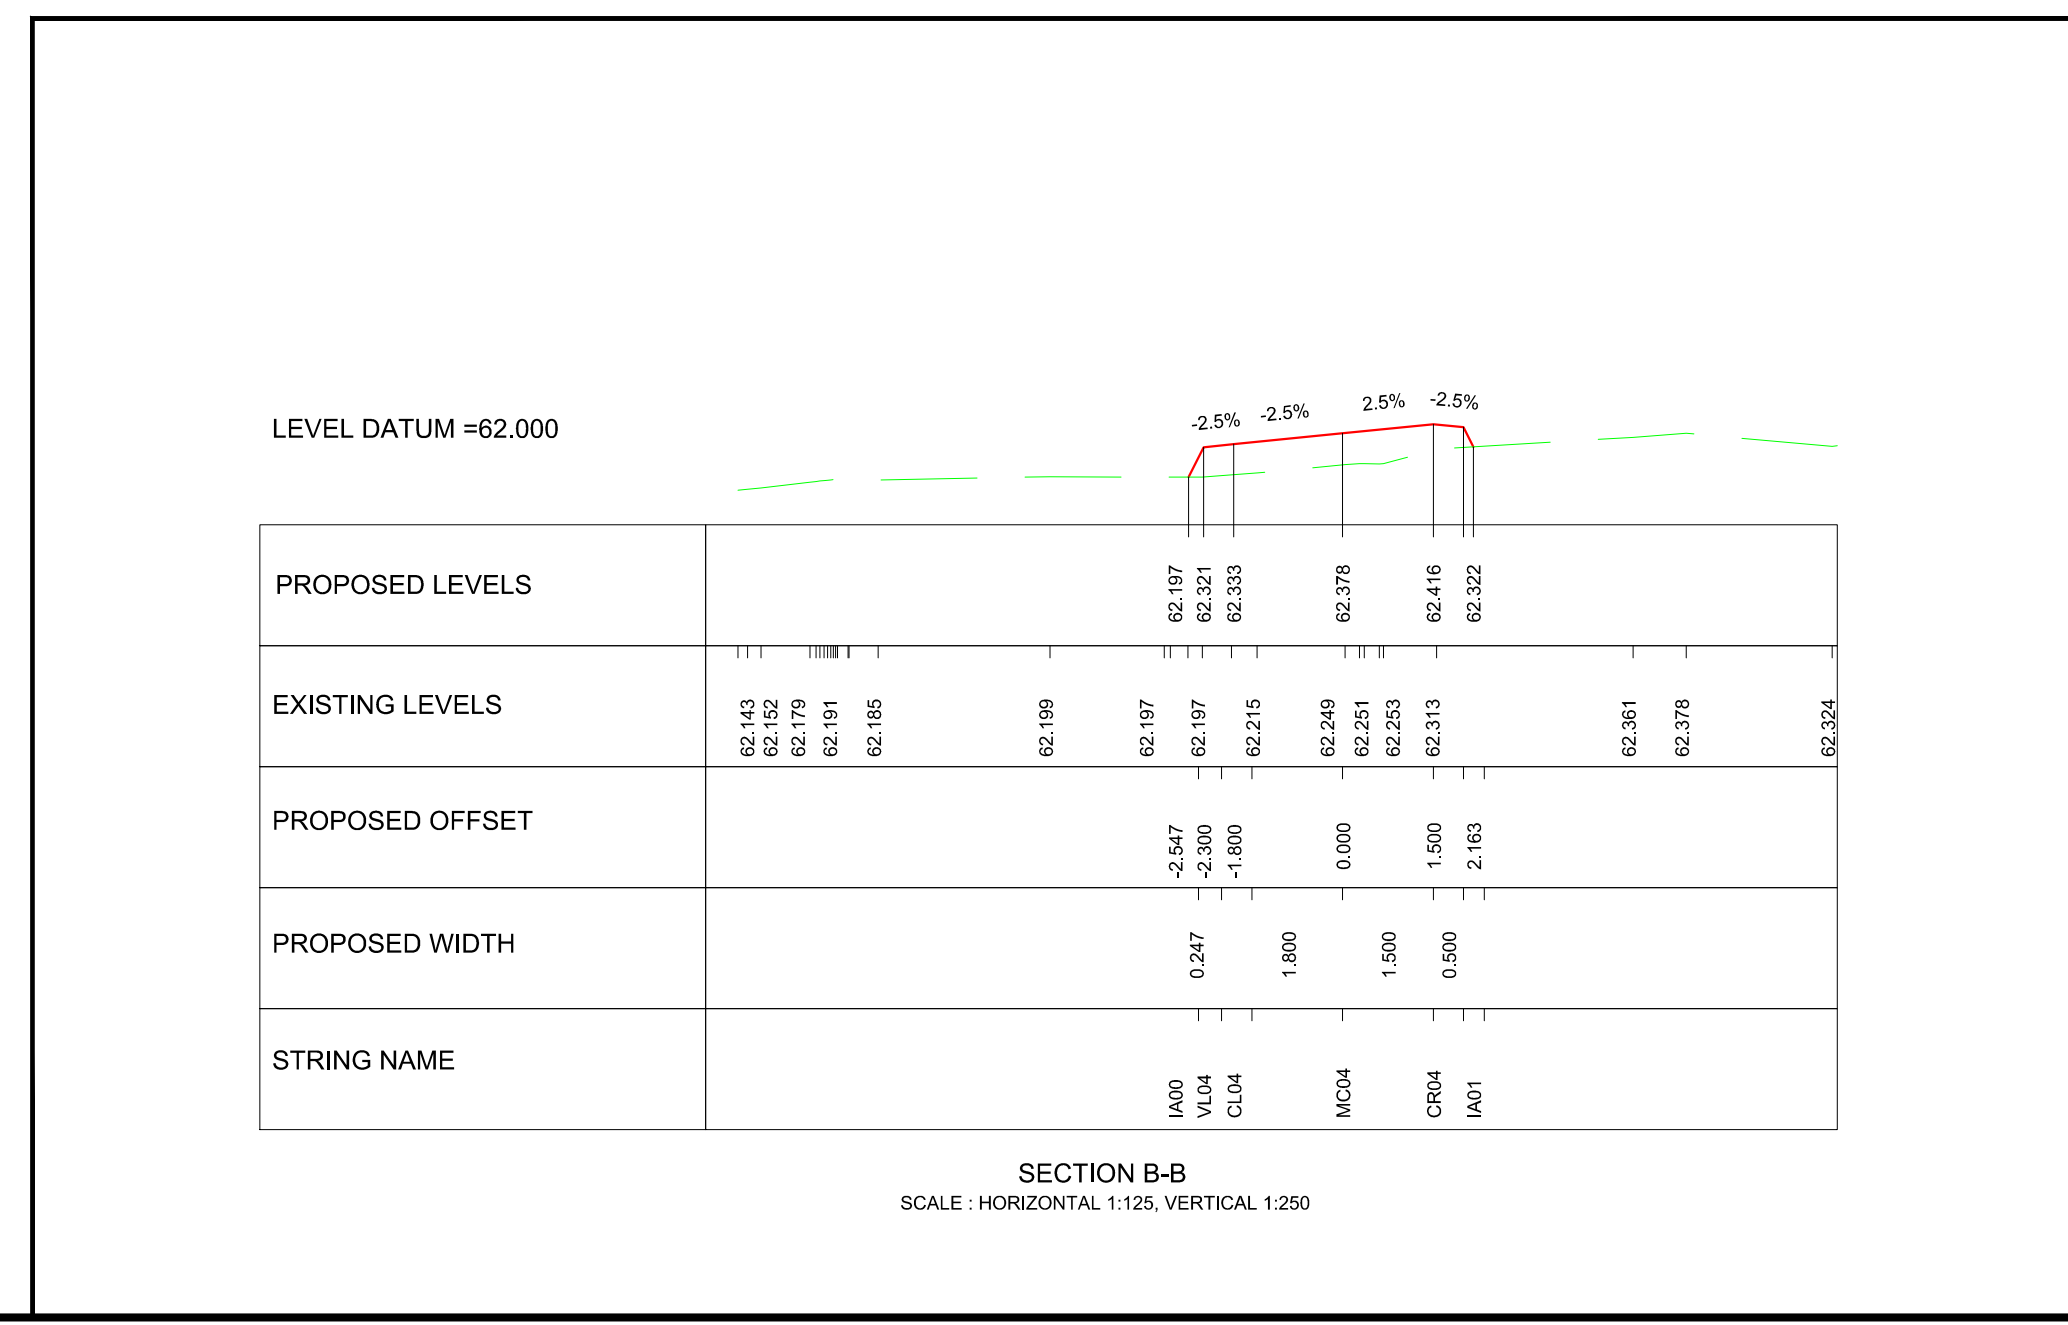 -2.5% -2.5% 2.5% -2.5%
LEVEL DATUM =62.000
PROPOSED LEVELS
62.197 62.321 62.333 62.378 62.416 62.322
EXISTING LEVELS
62.143 62.152 62.179 62.191 62.185 62.199 62.197 62.197 62.215 62.249 62.251 62.253 62.313 62.361 62.378 62.324
PROPOSED OFFSET
-2.547 -2.300 -1.800 0.000 1.500 2.163
PROPOSED WIDTH
0.247 1.800 1.500 0.500
STRING NAME
IA00 VL04 CL04 MC04 CR04 IA01
SECTION B-B
SCALE : HORIZONTAL 1:125, VERTICAL 1:250